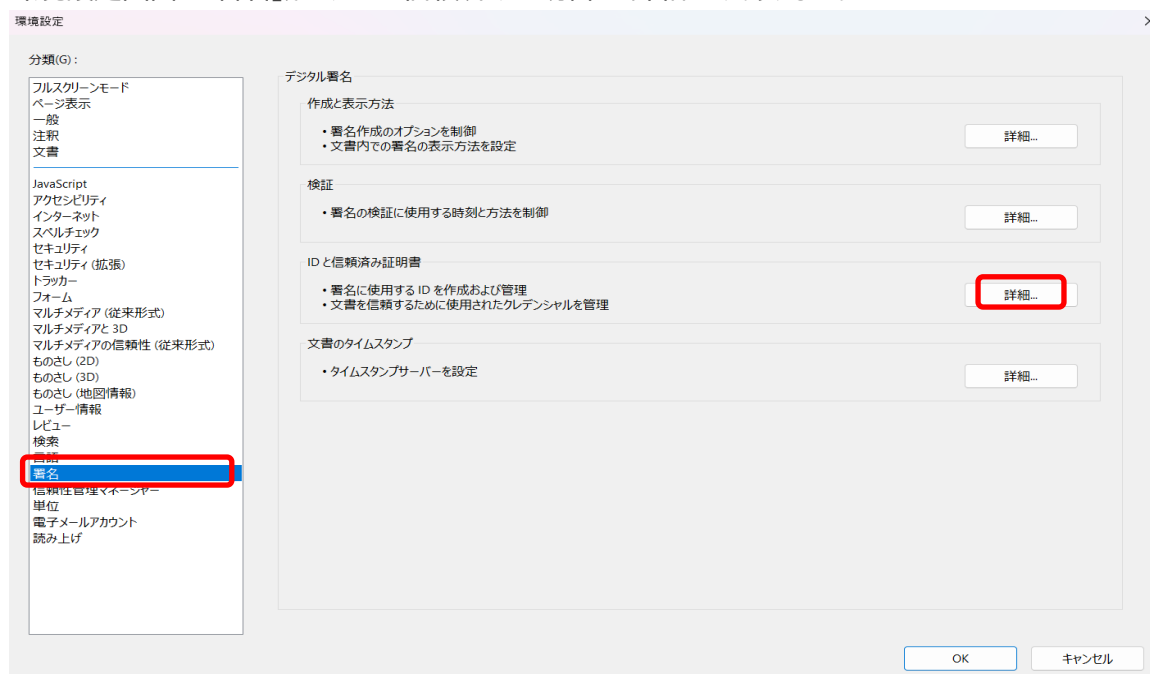 環境設定
分類(G)：
フルスクリーンモード
ページ表示
一般
注釈
文書
JavaScript
アクセシビリティ
インターネット
スペルチェック
セキュリティ
セキュリティ (拡張)
トラッカー
フォーム
マルチメディア (従来形式)
マルチメディアと 3D
マルチメディアの信頼性 (従来形式)
ものさし (2D)
ものさし (3D)
ものさし (地図情報)
ユーザー情報
レビュー
検索
言語
署名
信頼性管理マネージャー
単位
電子メールアカウント
読み上げ
デジタル署名
作成と表示方法
• 署名作成のオプションを制御
• 文書内での署名の表示方法を設定
詳細...
検証
• 署名の検証に使用する時刻と方法を制御
詳細...
ID と信頼済み証明書
• 署名に使用する ID を作成および管理
• 文書を信頼するために使用されたクレデンシャルを管理
詳細...
文書のタイムスタンプ
• タイムスタンプサーバーを設定
詳細...
OK
キャンセル